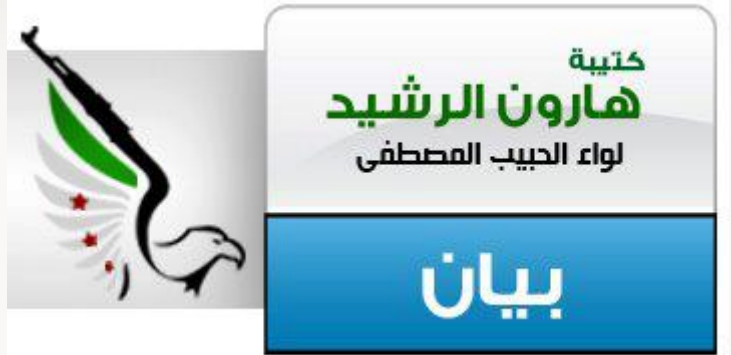 كتيبة
هارون الرشيد
لواء الحبيب المصطفى
بيان